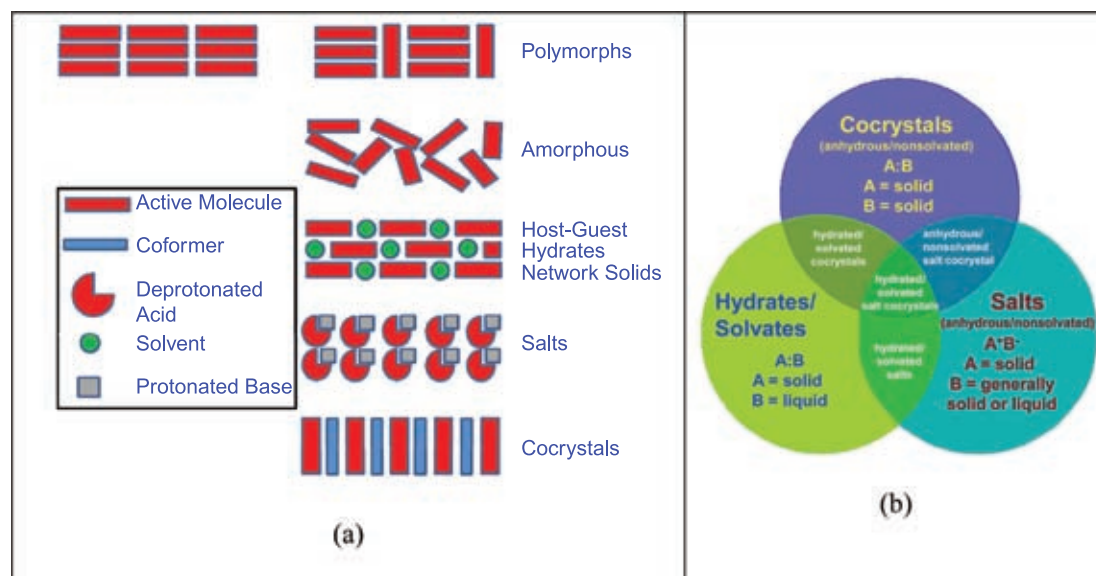 Polymorphs
Amorphous
Active Molecule
Coformer
Deprotonated
Acid
Solvent
Protonated Base
Host-Guest
Hydrates
Network Solids
Salts
Cocrystals
(a)
Cocrystals
(anhydrous/nonsolvated)
A:B
A = solid
B = solid
hydrated/
solvated
cocrystals
anhydrous/
nonsolvated
salt cocrystal
hydrated/
solvated
salt cocrystals
Hydrates/
Solvates
A:B
A = solid
B = liquid
hydrated/
solvated
salts
Salts
(anhydrous/nonsolvated)
A⁺B⁻
A = solid
B = generally
solid or liquid
(b)